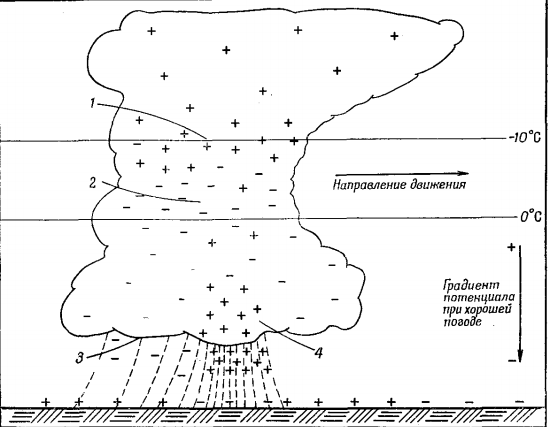 1
-10°C
2
Направление движения
0°C
Градиент
потенциала
при хорошей
погоде
3
4